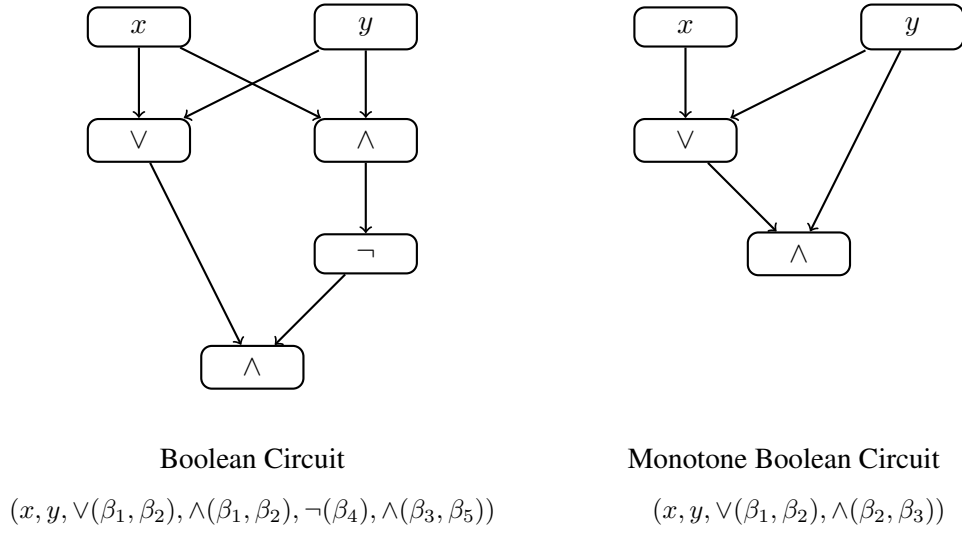 x y x y
∨ ∧ ∨
¬ ∧
∧
Boolean Circuit Monotone Boolean Circuit
(x, y, ∨(β₁, β₂), ∧(β₁, β₂), ¬(β₄), ∧(β₃, β₅)) (x, y, ∨(β₁, β₂), ∧(β₂, β₃))